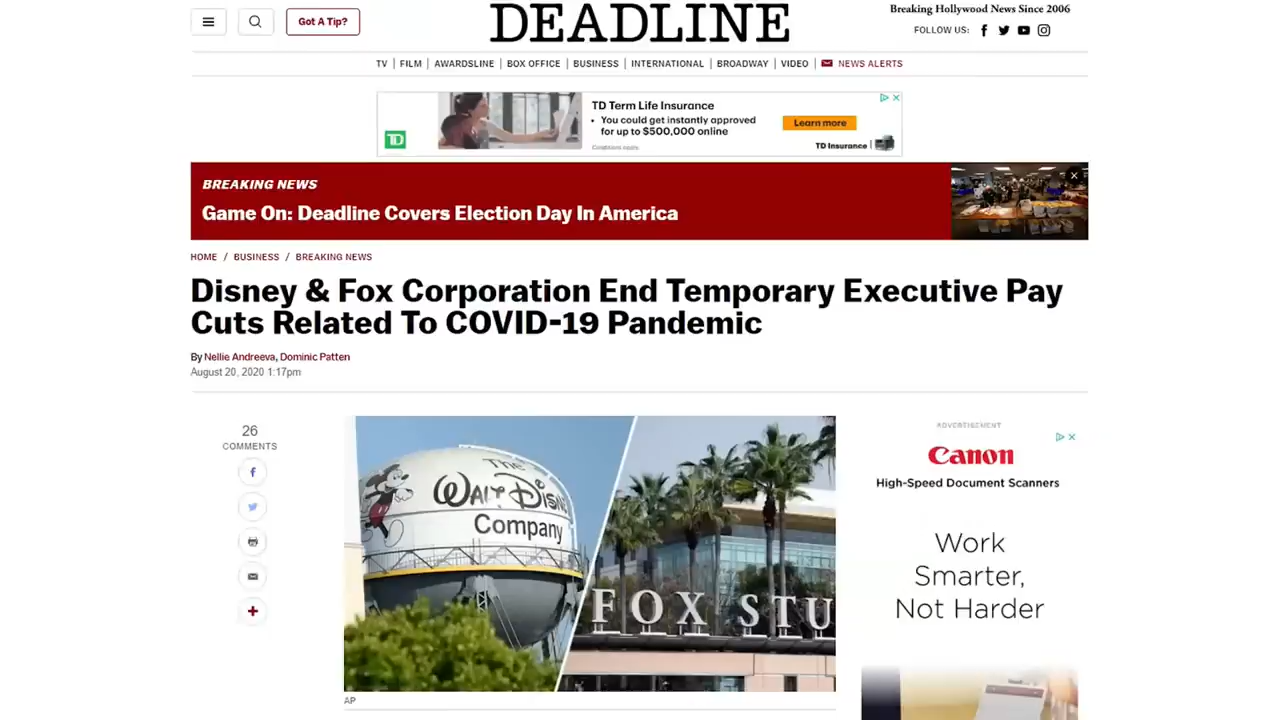 Got A Tip?
DEADLINE
Breaking Hollywood News Since 2006
FOLLOW US:
TV | FILM | AWARDSLINE | BOX OFFICE | BUSINESS | INTERNATIONAL | BROADWAY | VIDEO | NEWS ALERTS
TD
TD Term Life Insurance
• You could get instantly approved
for up to $500,000 online
Conditions apply.
Learn more
TD Insurance
BREAKING NEWS
Game On: Deadline Covers Election Day In America
HOME / BUSINESS / BREAKING NEWS
Disney & Fox Corporation End Temporary Executive Pay
Cuts Related To COVID-19 Pandemic
By Nellie Andreeva, Dominic Patten
August 20, 2020 1:17pm
26
COMMENTS
The
WALT DISN
Company
FOX STU
AP
ADVERTISEMENT
Canon
High-Speed Document Scanners
Work
Smarter,
Not Harder